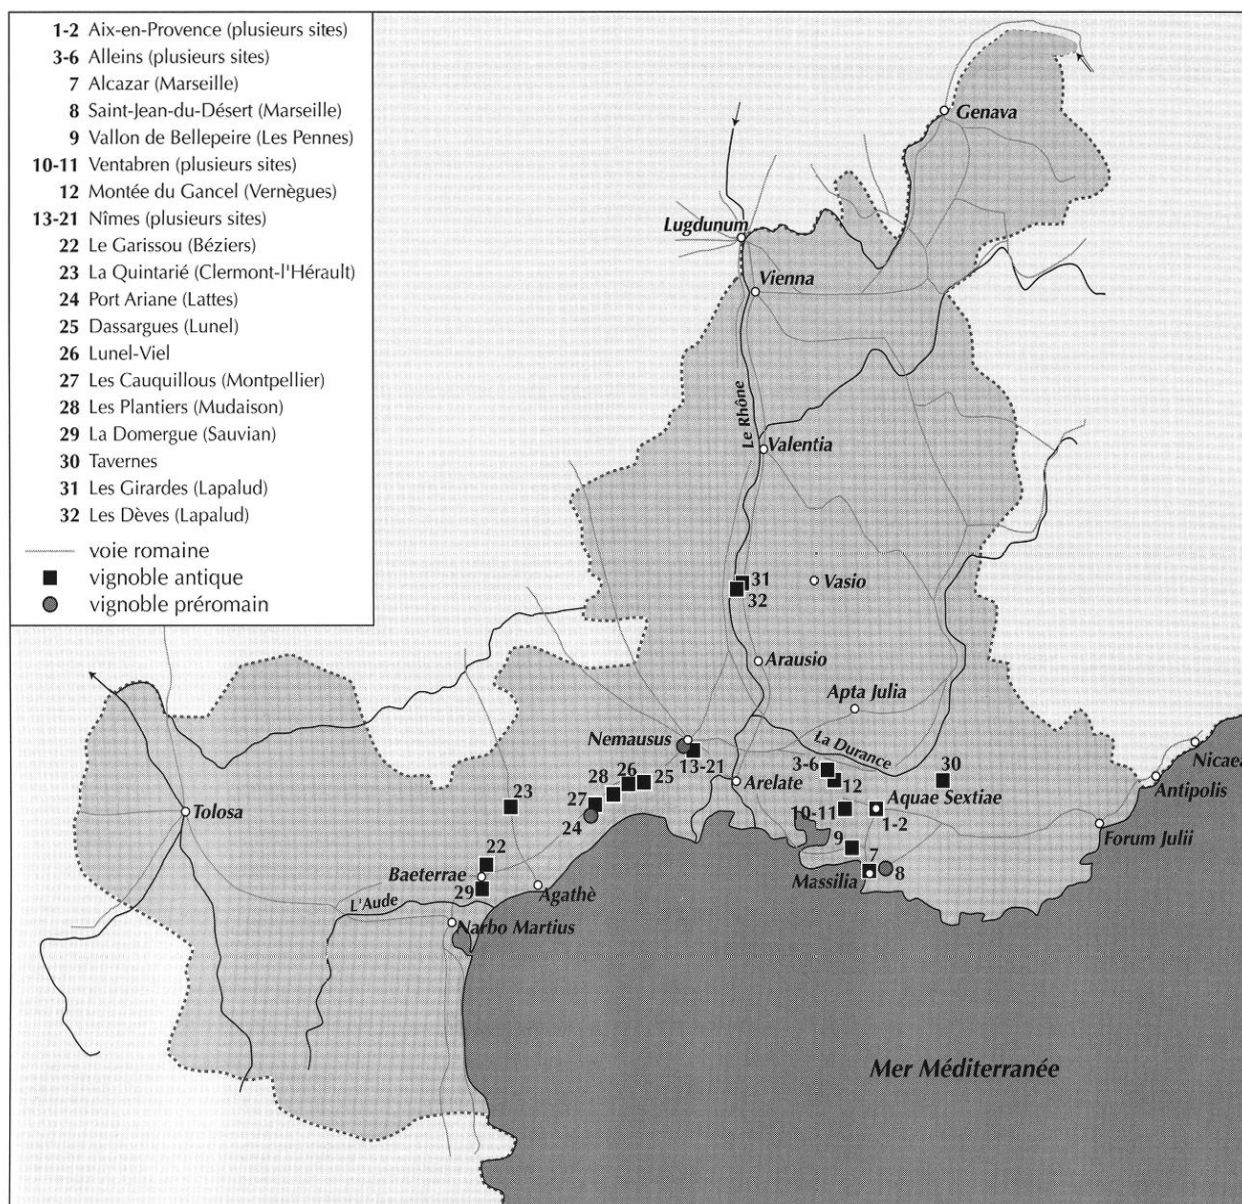 1-2 Aix-en-Provence (plusieurs sites)
3-6 Alleins (plusieurs sites)
7 Alcazar (Marseille)
8 Saint-Jean-du-Désert (Marseille)
9 Vallon de Bellepeire (Les Pennes)
10-11 Ventabren (plusieurs sites)
12 Montée du Gancel (Vernègues)
13-21 Nîmes (plusieurs sites)
22 Le Garissou (Béziers)
23 La Quintarié (Clermont-l'Hérault)
24 Port Ariane (Lattes)
25 Dassargues (Lunel)
26 Lunel-Viel
27 Les Cauquillous (Montpellier)
28 Les Plantiers (Mudaison)
29 La Domergue (Sauvian)
30 Tavernes
31 Les Girardes (Lapalud)
32 Les Dèves (Lapalud)
voie romaine
vignoble antique
vignoble préromain
Genava
Lugdunum
Vienna
Le Rhône
Valentia
31
32
Vasio
Arausio
Apta Julia
Nemausus
13-21
La Durance
Nicaea
Antipolis
3-6
12
30
28
26
25
Arelate
23
27
24
10-11
Aquae Sextiae
1-2
Tolosa
Forum Julii
9
22
7
8
Baeterrae
29
Agathè
Massilia
L'Aude
Narbo Martius
Mer Méditerranée